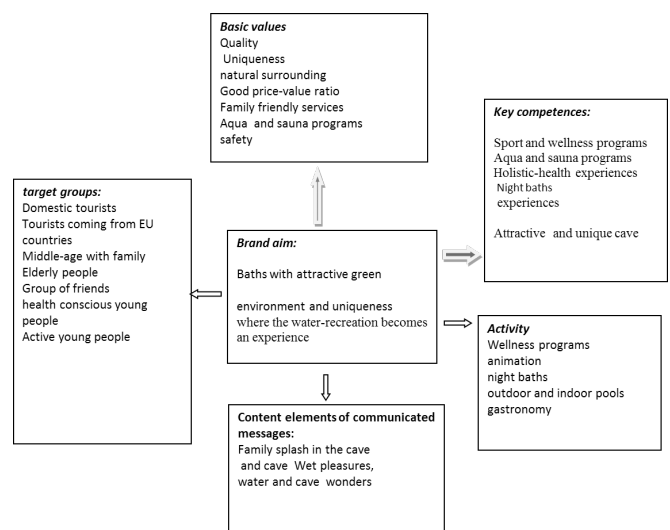 Basic values
Quality
Uniqueness
natural surrounding
Good price-value ratio
Family friendly services
Aqua and sauna programs
safety
Key competences:
Sport and wellness programs
Aqua and sauna programs
Holistic-health experiences
Night baths
experiences
Attractive and unique cave
target groups:
Domestic tourists
Tourists coming from EU
countries
Middle-age with family
Elderly people
Group of friends
health conscious young
people
Active young people
Brand aim:
Baths with attractive green
environment and uniqueness
where the water-recreation becomes
an experience
Activity
Wellness programs
animation
night baths
outdoor and indoor pools
gastronomy
Content elements of communicated
messages:
Family splash in the cave
and cave Wet pleasures,
water and cave wonders